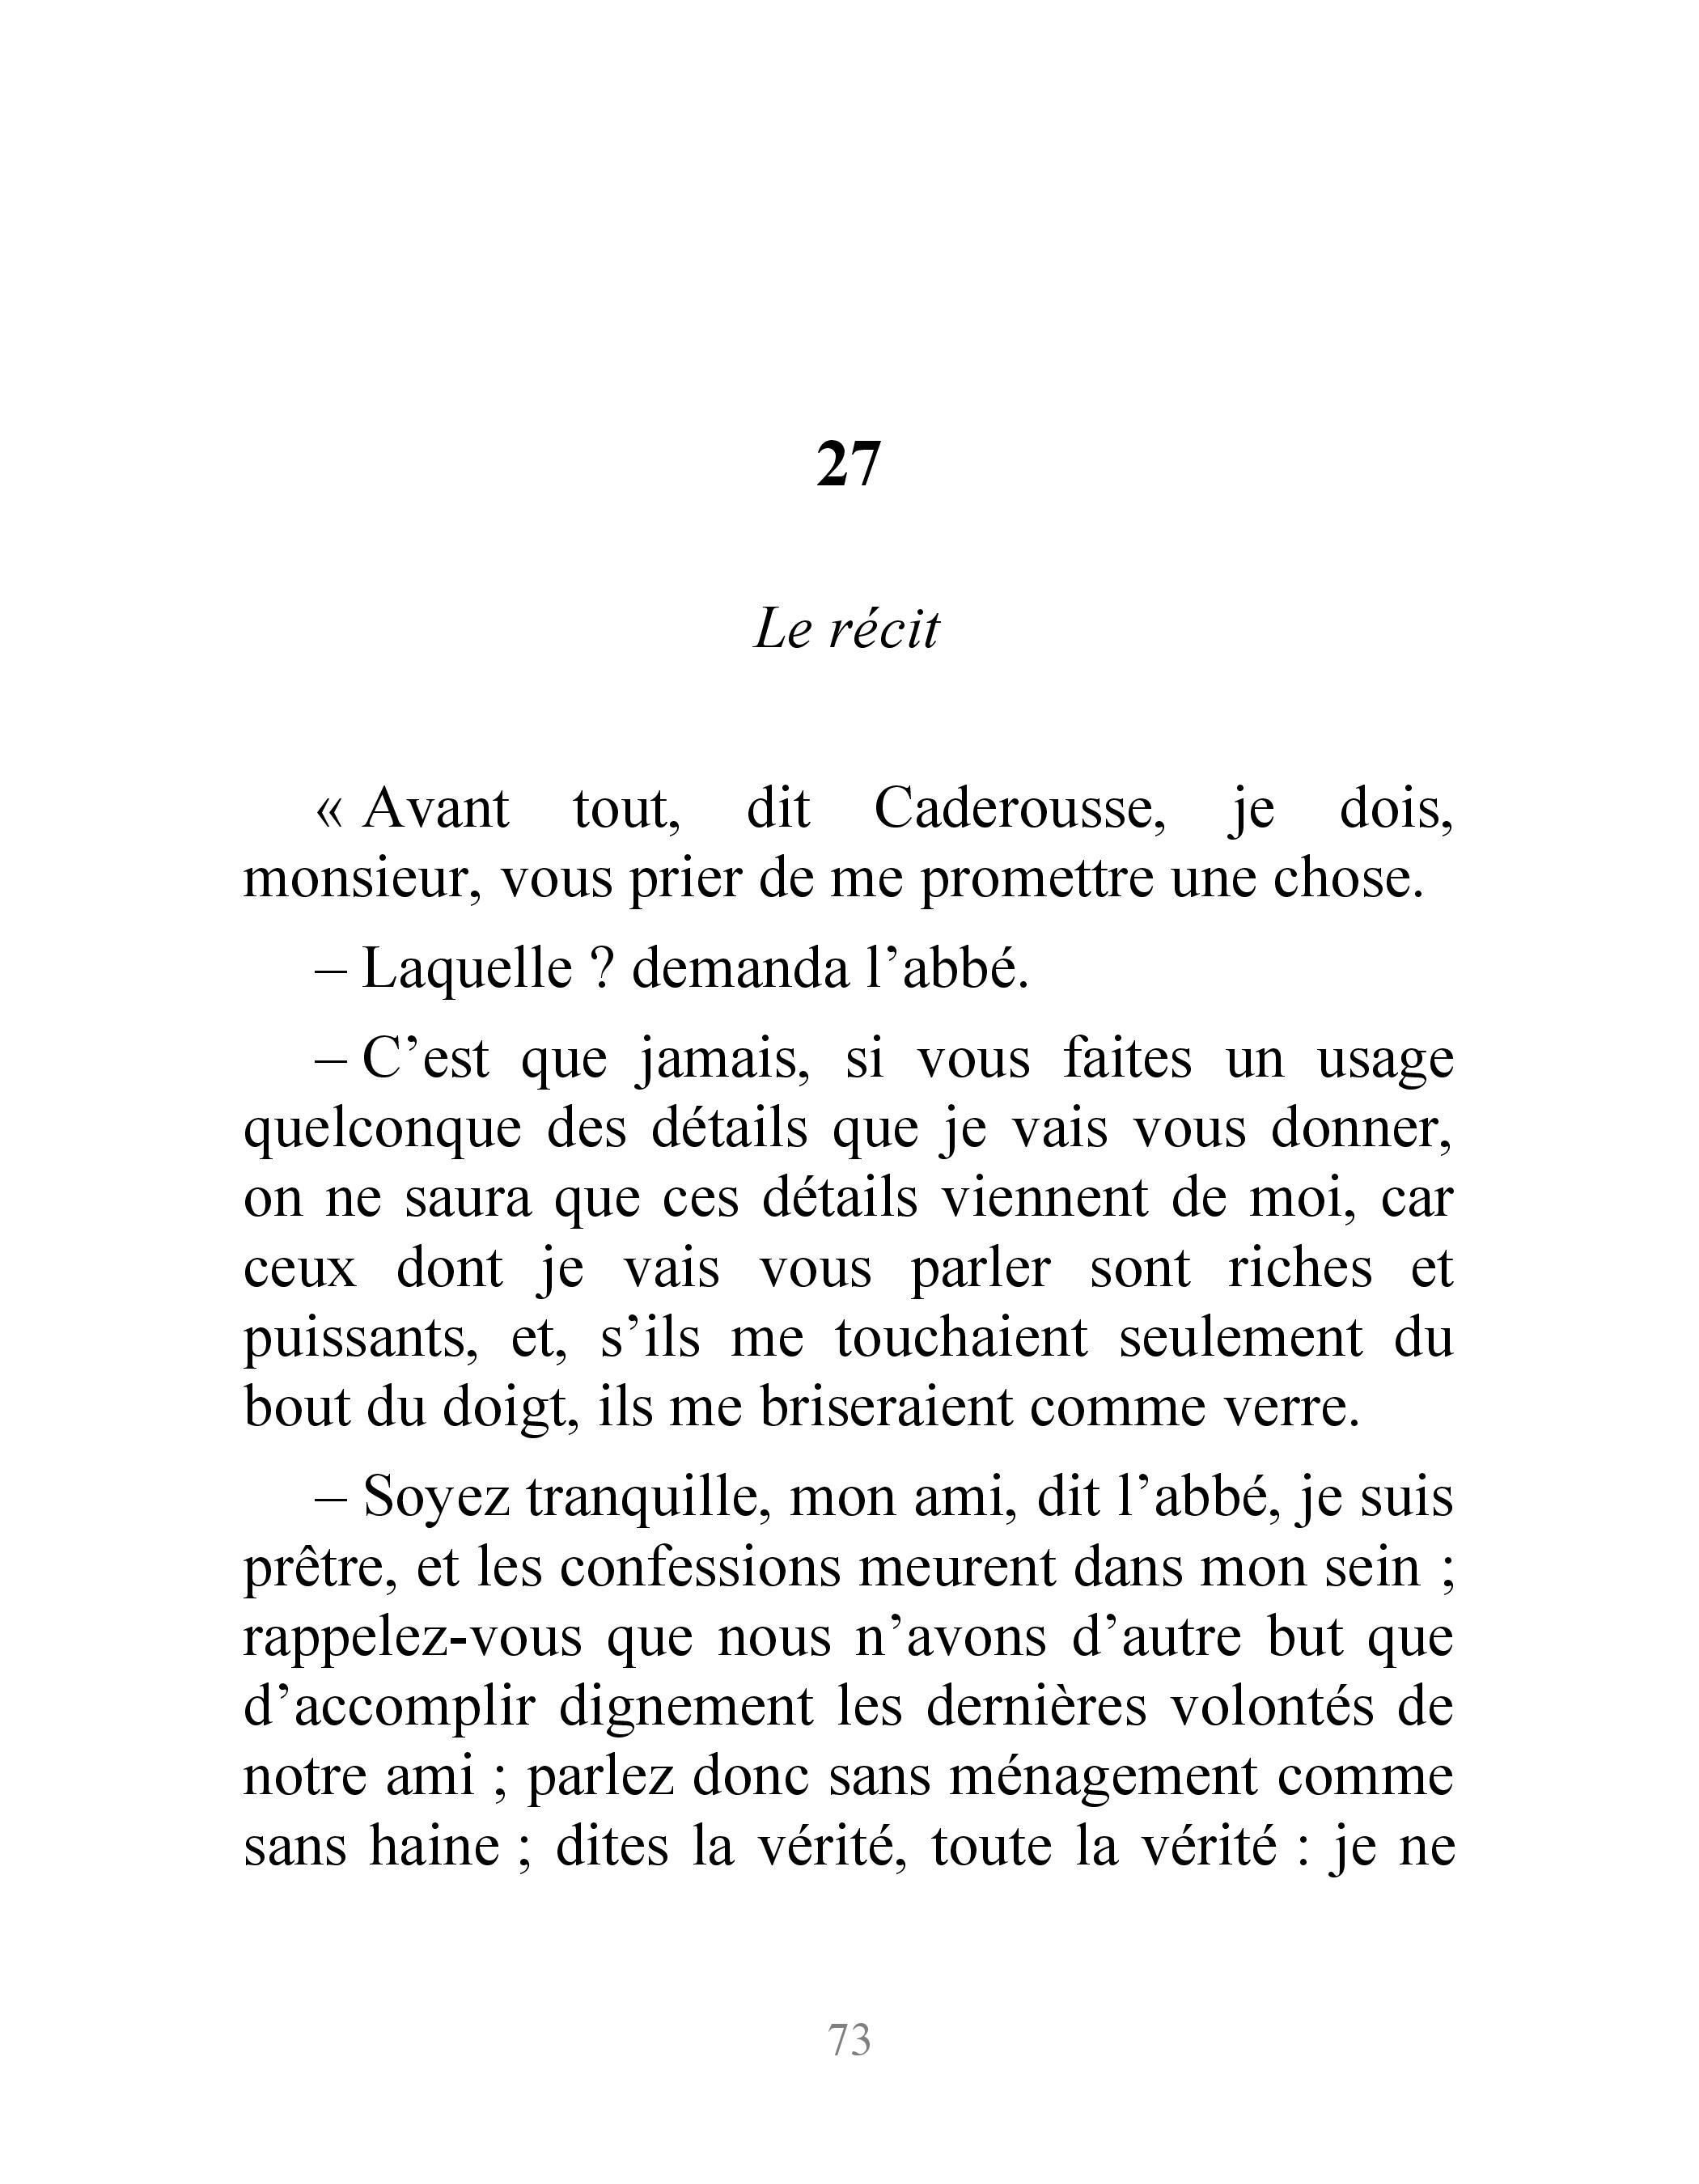 27
Le récit
« Avant tout, dit Caderousse, je dois,
monsieur, vous prier de me promettre une chose.
– Laquelle ? demanda l’abbé.
– C’est que jamais, si vous faites un usage
quelconque des détails que je vais vous donner,
on ne saura que ces détails viennent de moi, car
ceux dont je vais vous parler sont riches et
puissants, et, s’ils me touchaient seulement du
bout du doigt, ils me briseraient comme verre.
– Soyez tranquille, mon ami, dit l’abbé, je suis
prêtre, et les confessions meurent dans mon sein ;
rappelez-vous que nous n’avons d’autre but que
d’accomplir dignement les dernières volontés de
notre ami ; parlez donc sans ménagement comme
sans haine ; dites la vérité, toute la vérité : je ne
73